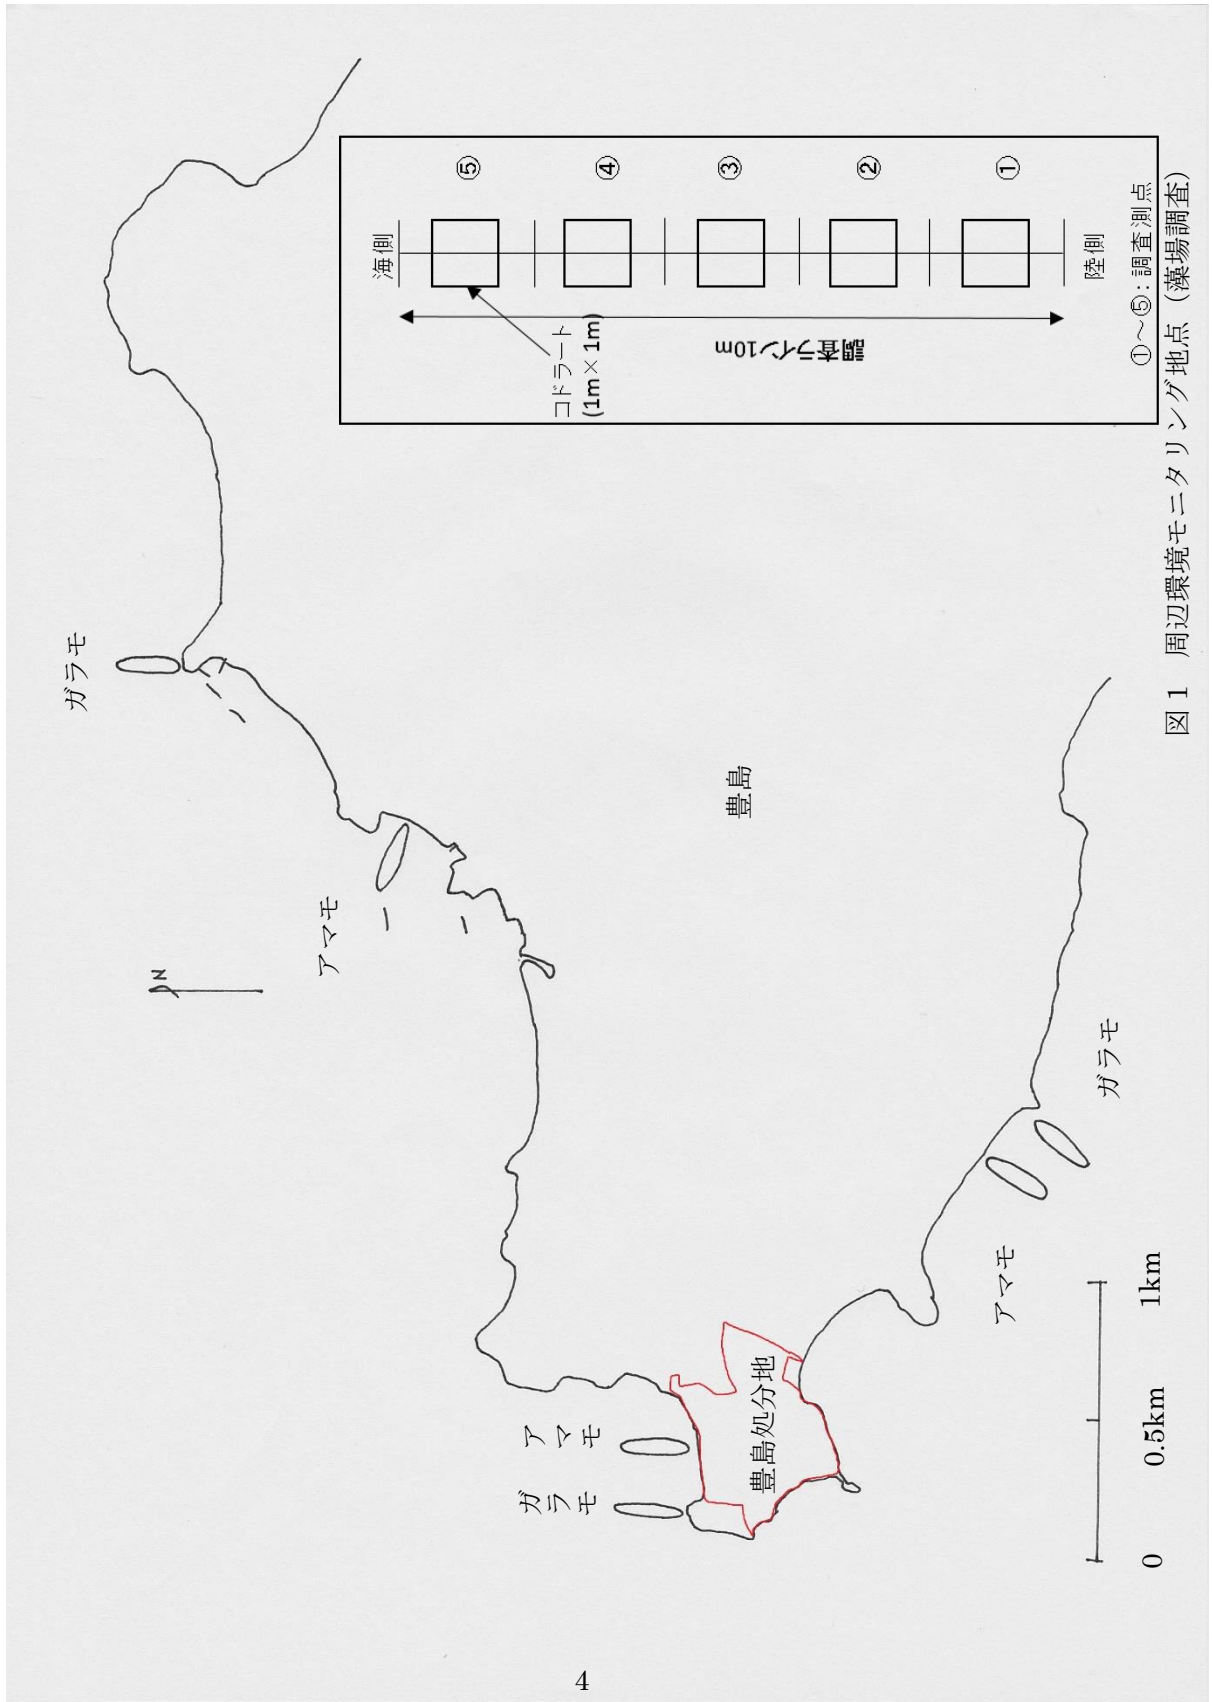 ガラモ
アマモ
N
豊島
ガラモ
アマモ
アマモ
ガラモ
豊島処分地
0
0.5km
1km
海側
⑤
④
③
②
①
陸側
コドラート
(1m×1m)
調査ライン10m
①～⑤：調査測点
図 1 周辺環境モニタリング地点（藻場調査）
4